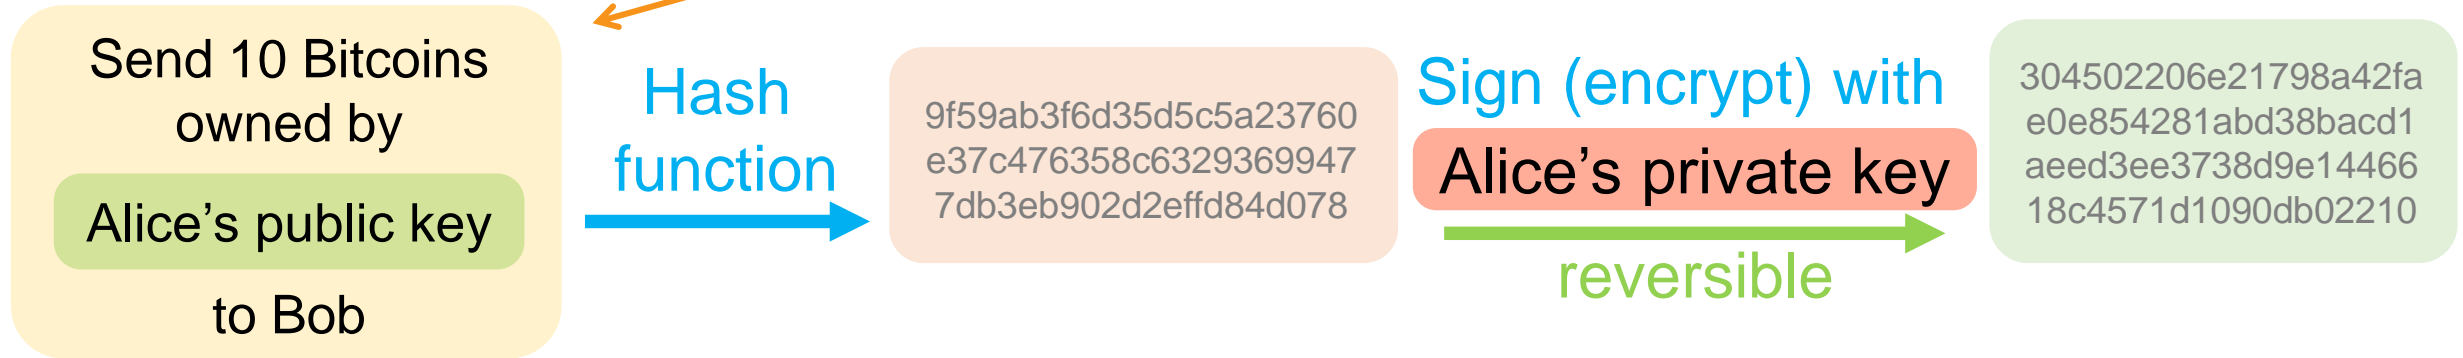 Send 10 Bitcoins
owned by
Alice's public key
to Bob
Hash
function
9f59ab3f6d35d5c5a23760
e37c476358c6329369947
7db3eb902d2effd84d078
Sign (encrypt) with
Alice's private key
reversible
304502206e21798a42fa
e0e854281abd38bacd1
aeed3ee3738d9e14466
18c4571d1090db02210